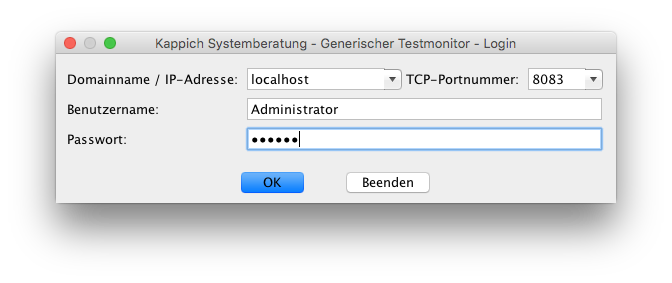 Kappich Systemberatung - Generischer Testmonitor - Login
Domainname / IP-Adresse: localhost TCP-Portnummer: 8083
Benutzername: Administrator
Passwort: ●●●●●●
OK Beenden